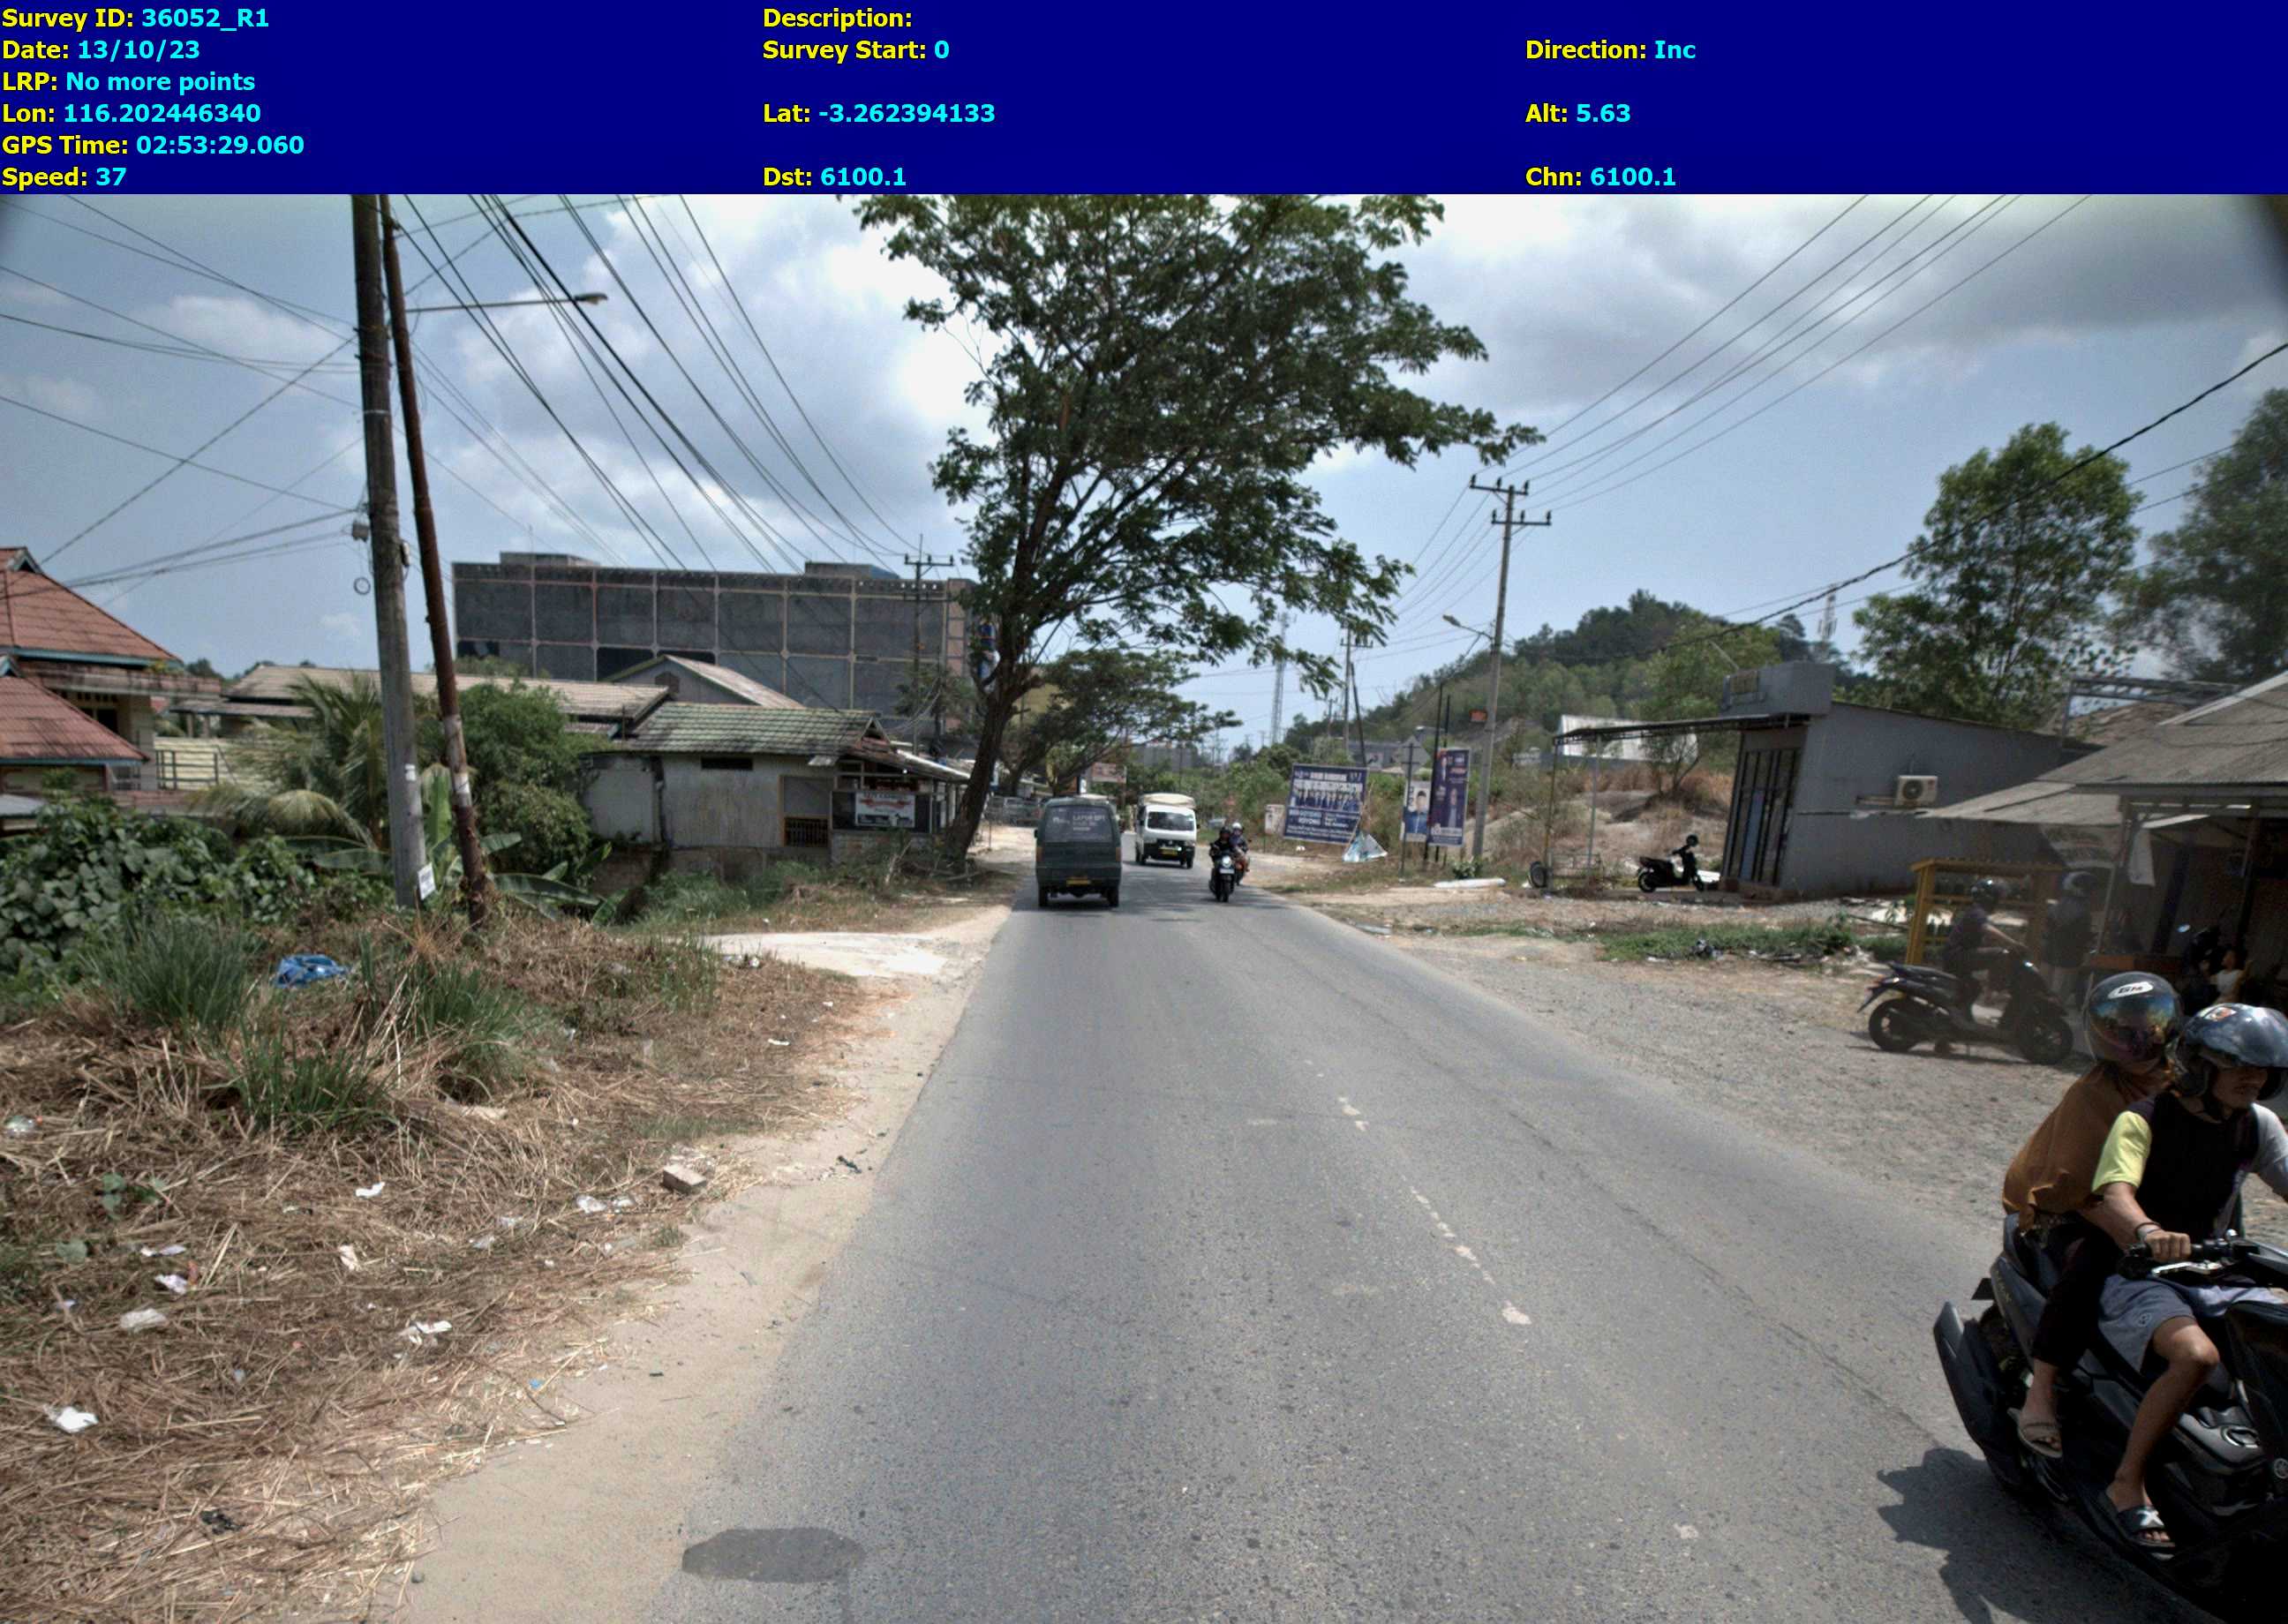 Survey ID: 36052_R1
Description:
Date: 13/10/23
Survey Start: 0
Direction: Inc
LRP: No more points
Lon: 116.202446340
Lat: -3.262394133
Alt: 5.63
GPS Time: 02:53:29.060
Speed: 37
Dst: 6100.1
Chn: 6100.1